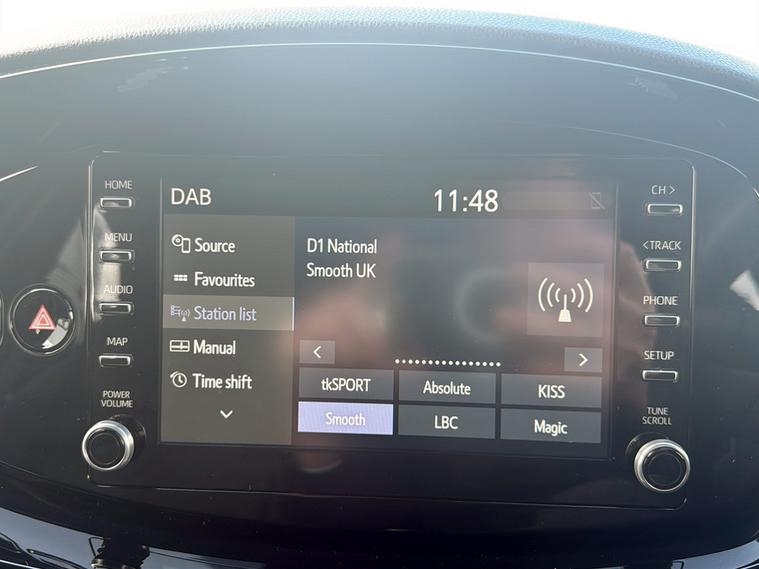 HOME
MENU
AUDIO
MAP
POWER
VOLUME
DAB
11:48
Source
Favourites
Station list
Manual
Time shift
D1 National
Smooth UK
tkSPORT
Absolute
KISS
Smooth
LBC
Magic
CH >
< TRACK
PHONE
SETUP
TUNE
SCROLL